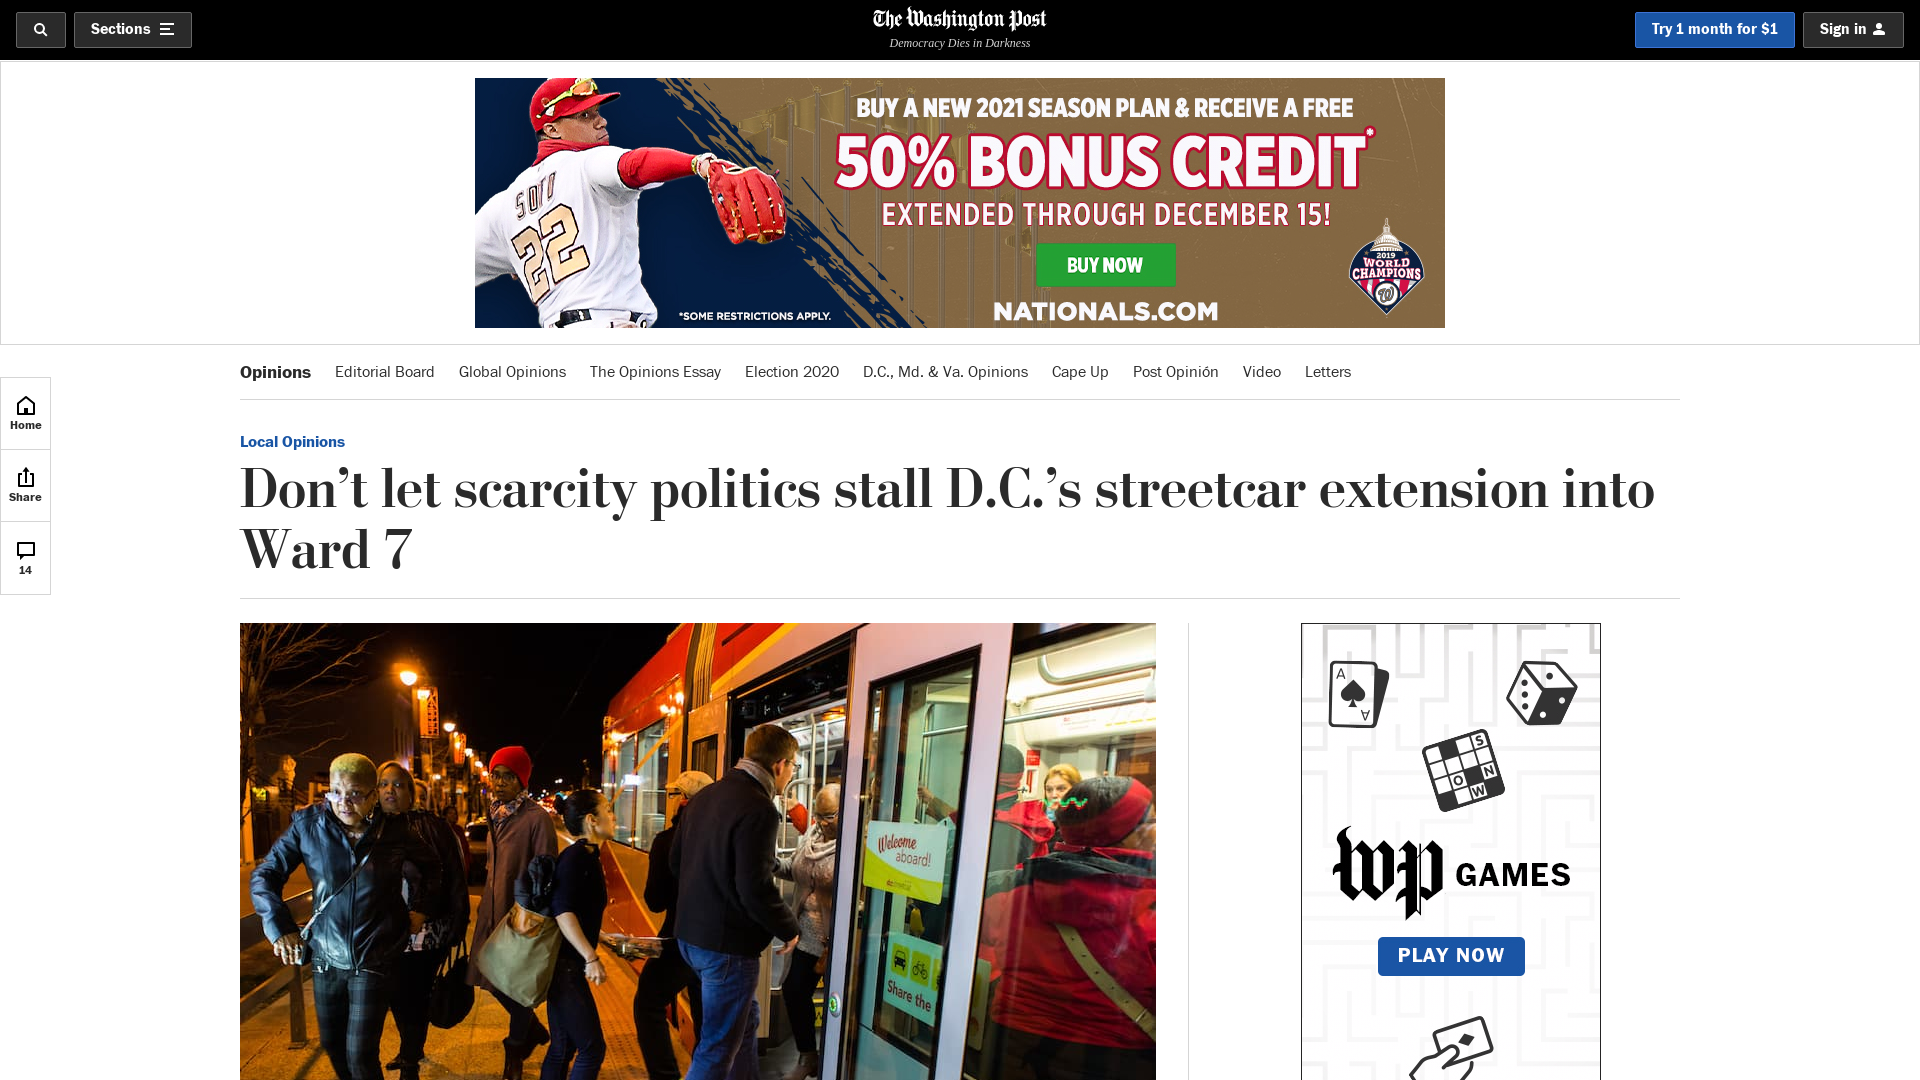 Sections
The Washington Post
Democracy Dies in Darkness
Try 1 month for $1
Sign in
BUY A NEW 2021 SEASON PLAN & RECEIVE A FREE
50% BONUS CREDIT*
EXTENDED THROUGH DECEMBER 15!
BUY NOW
NATIONALS.COM
*SOME RESTRICTIONS APPLY.
SOTO
22
2019
WORLD
CHAMPIONS
W
Opinions
Editorial Board
Global Opinions
The Opinions Essay
Election 2020
D.C., Md. & Va. Opinions
Cape Up
Post Opinión
Video
Letters
Home
Share
14
Local Opinions
Don’t let scarcity politics stall D.C.’s streetcar extension into
Ward 7
Welcome
aboard!
Share the
A
A
S
O N
W
wp GAMES
PLAY NOW